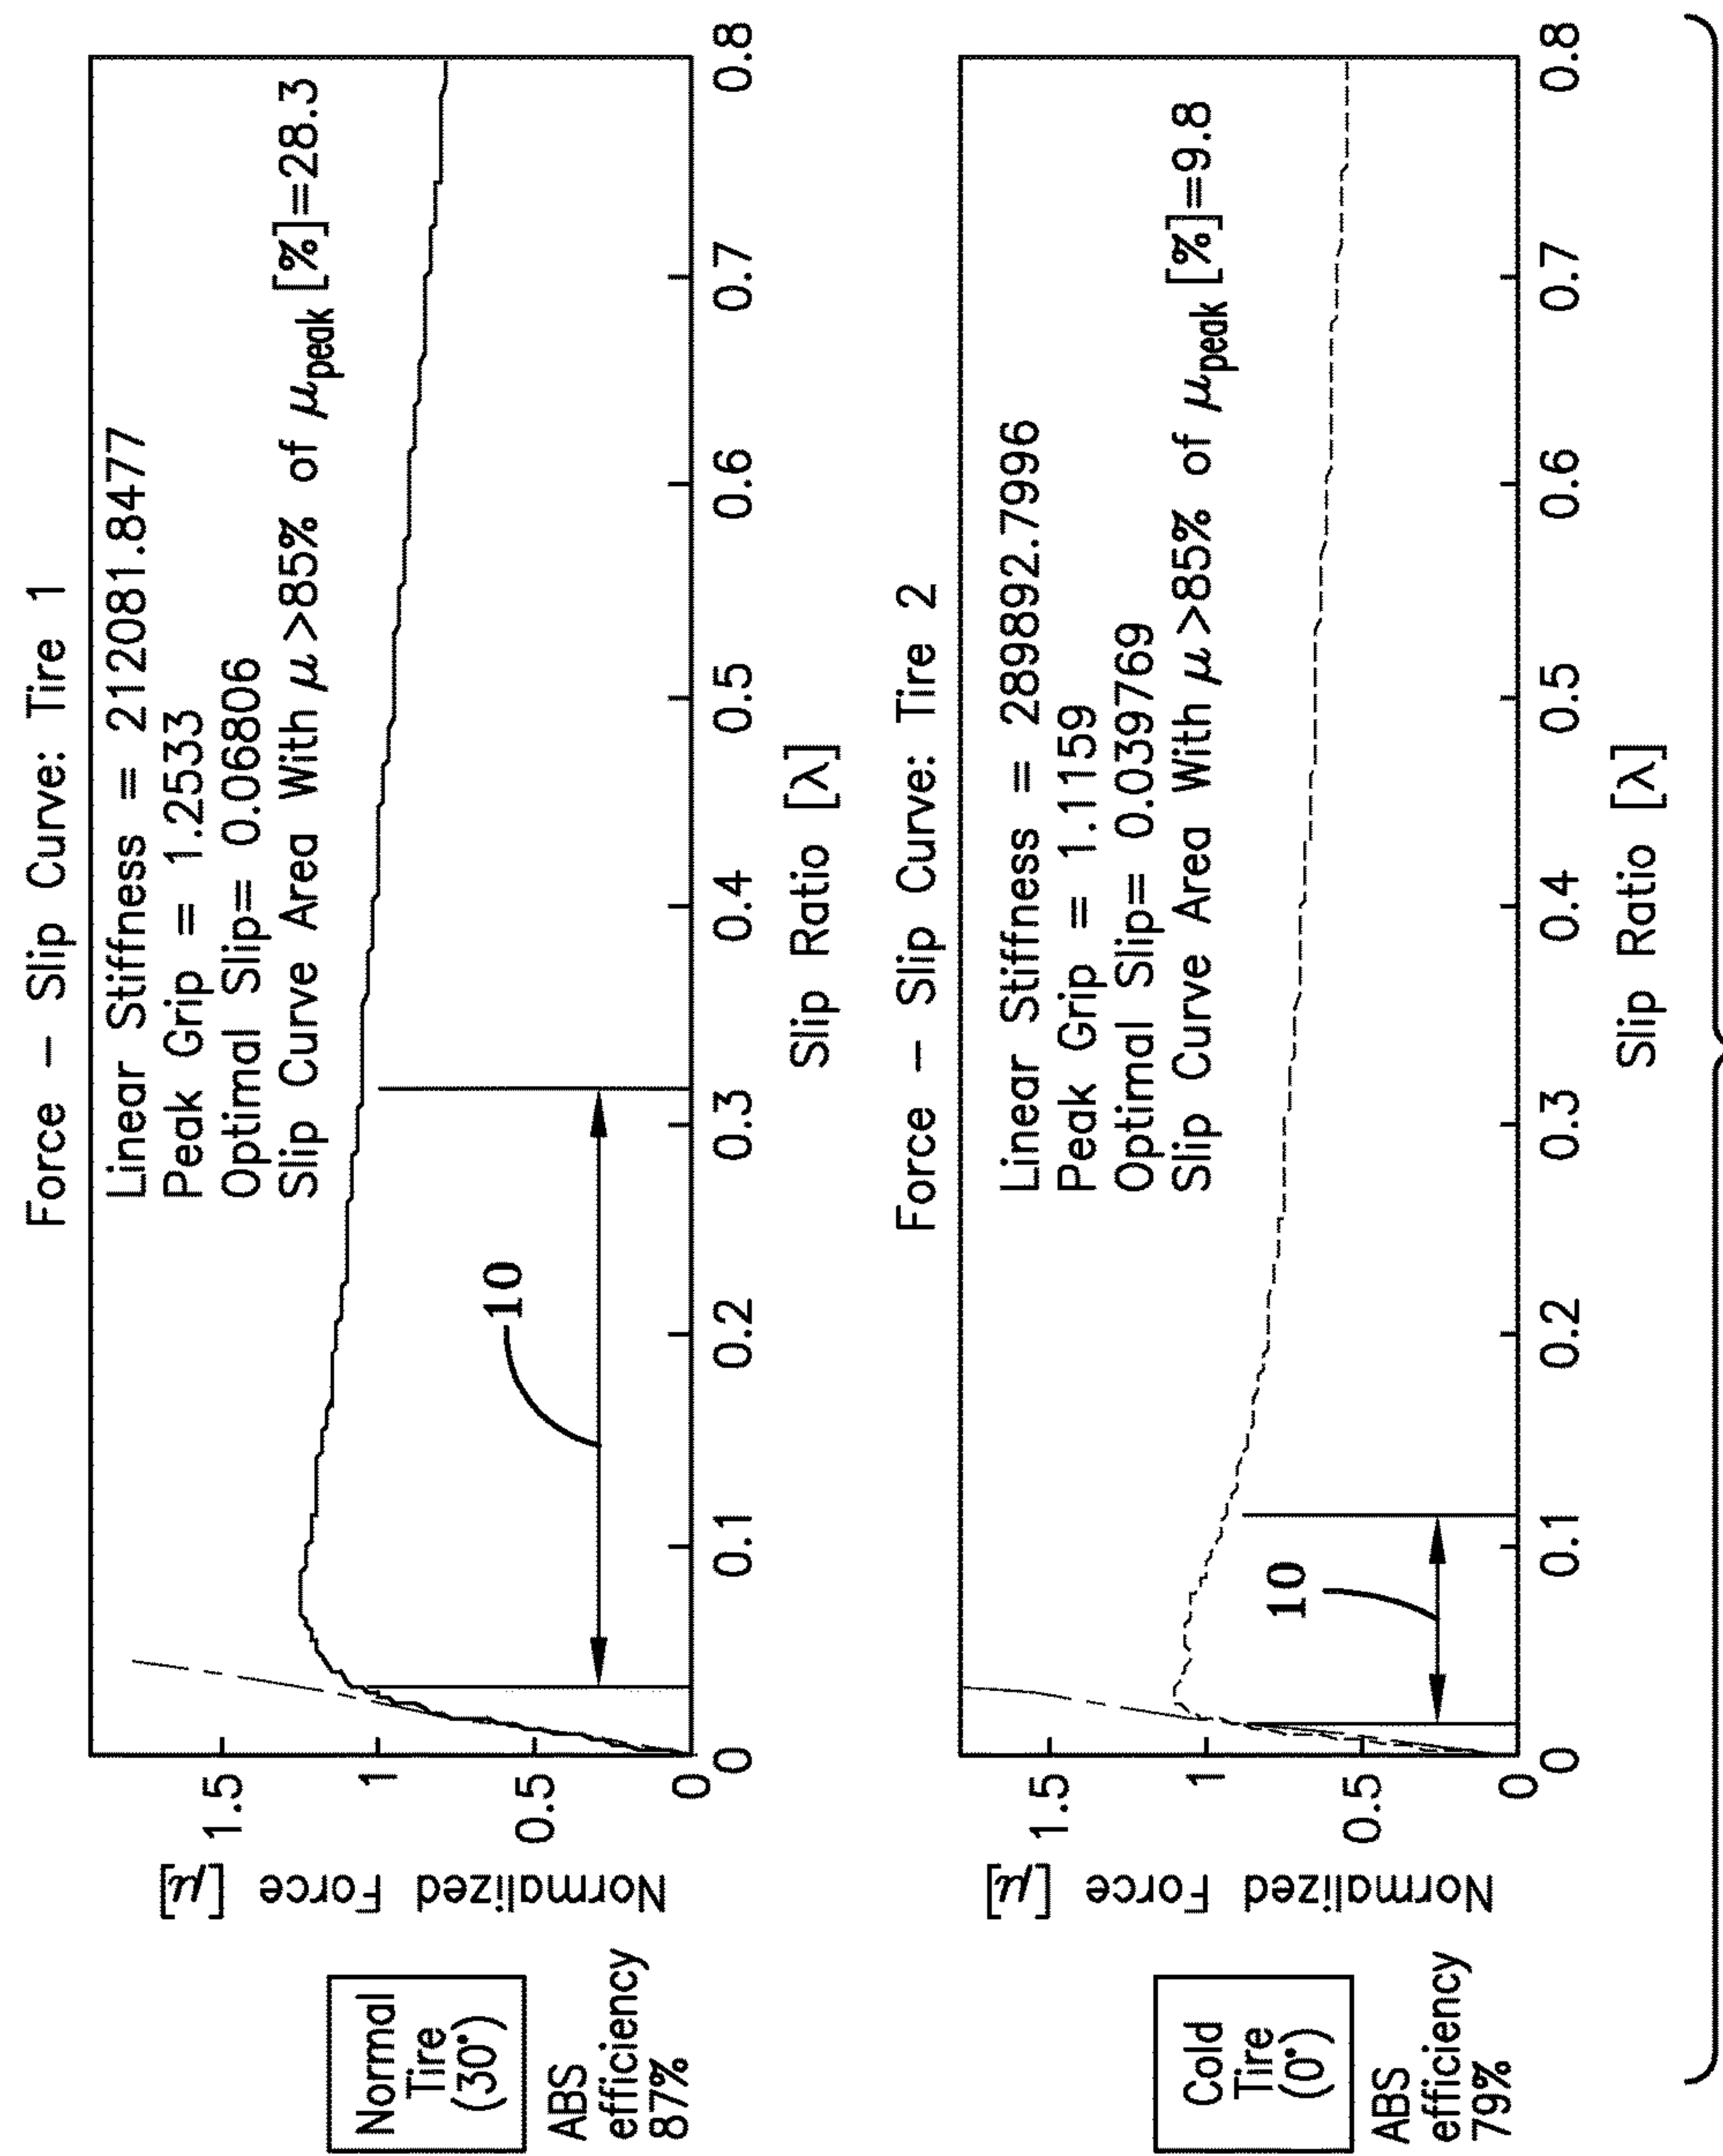 Force – Slip Curve: Tire 1
Linear Stiffness = 212081.8477
Peak Grip = 1.2533
Optimal Slip= 0.06806
Slip Curve Area With μ >85% of μpeak [%]=28.3
Normalized Force
[μ]
1.5
1
0.5
0
10
0
0.1
0.2
0.3
0.4
0.5
0.6
0.7
0.8
Slip Ratio [λ]
Normal
Tire
(30°)
ABS
efficiency
87%
Force – Slip Curve: Tire 2
Linear Stiffness = 289892.7996
Peak Grip = 1.1159
Optimal Slip= 0.039769
Slip Curve Area With μ >85% of μpeak [%]=9.8
Normalized Force
[μ]
1.5
1
0.5
0
10
0
0.1
0.2
0.3
0.4
0.5
0.6
0.7
0.8
Slip Ratio [λ]
Cold
Tire
(0°)
ABS
efficiency
79%